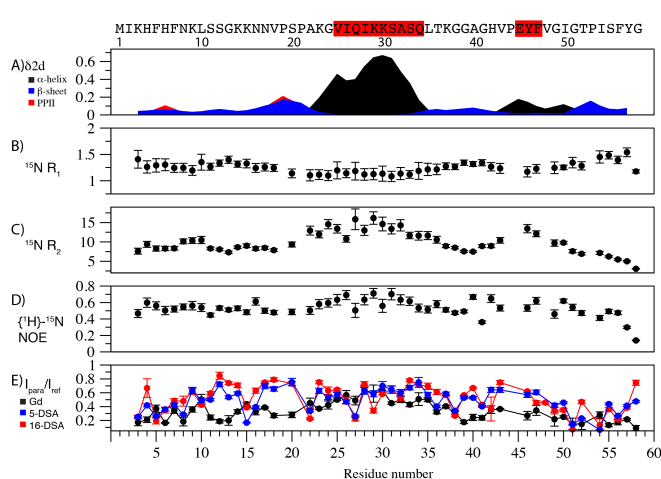 MIKHFHFNKLSSGKKNNVPSPAKGVIQIKKSASQLTKGGAGHVPEYFVGIGTPISFYG
1 10 20 30 40 50
A) δ2d
α-helix
β-sheet
PPII
0.6
0.4
0.2
0
B) ¹⁵N R₁
2
1.5
1
C) ¹⁵N R₂
15
10
5
D) {¹H}-¹⁵N NOE
0.8
0.6
0.4
0.2
0
E) Ipara/Iref
Gd
5-DSA
16-DSA
1
0.8
0.6
0.4
0.2
5 10 15 20 25 30 35 40 45 50 55 60
Residue number